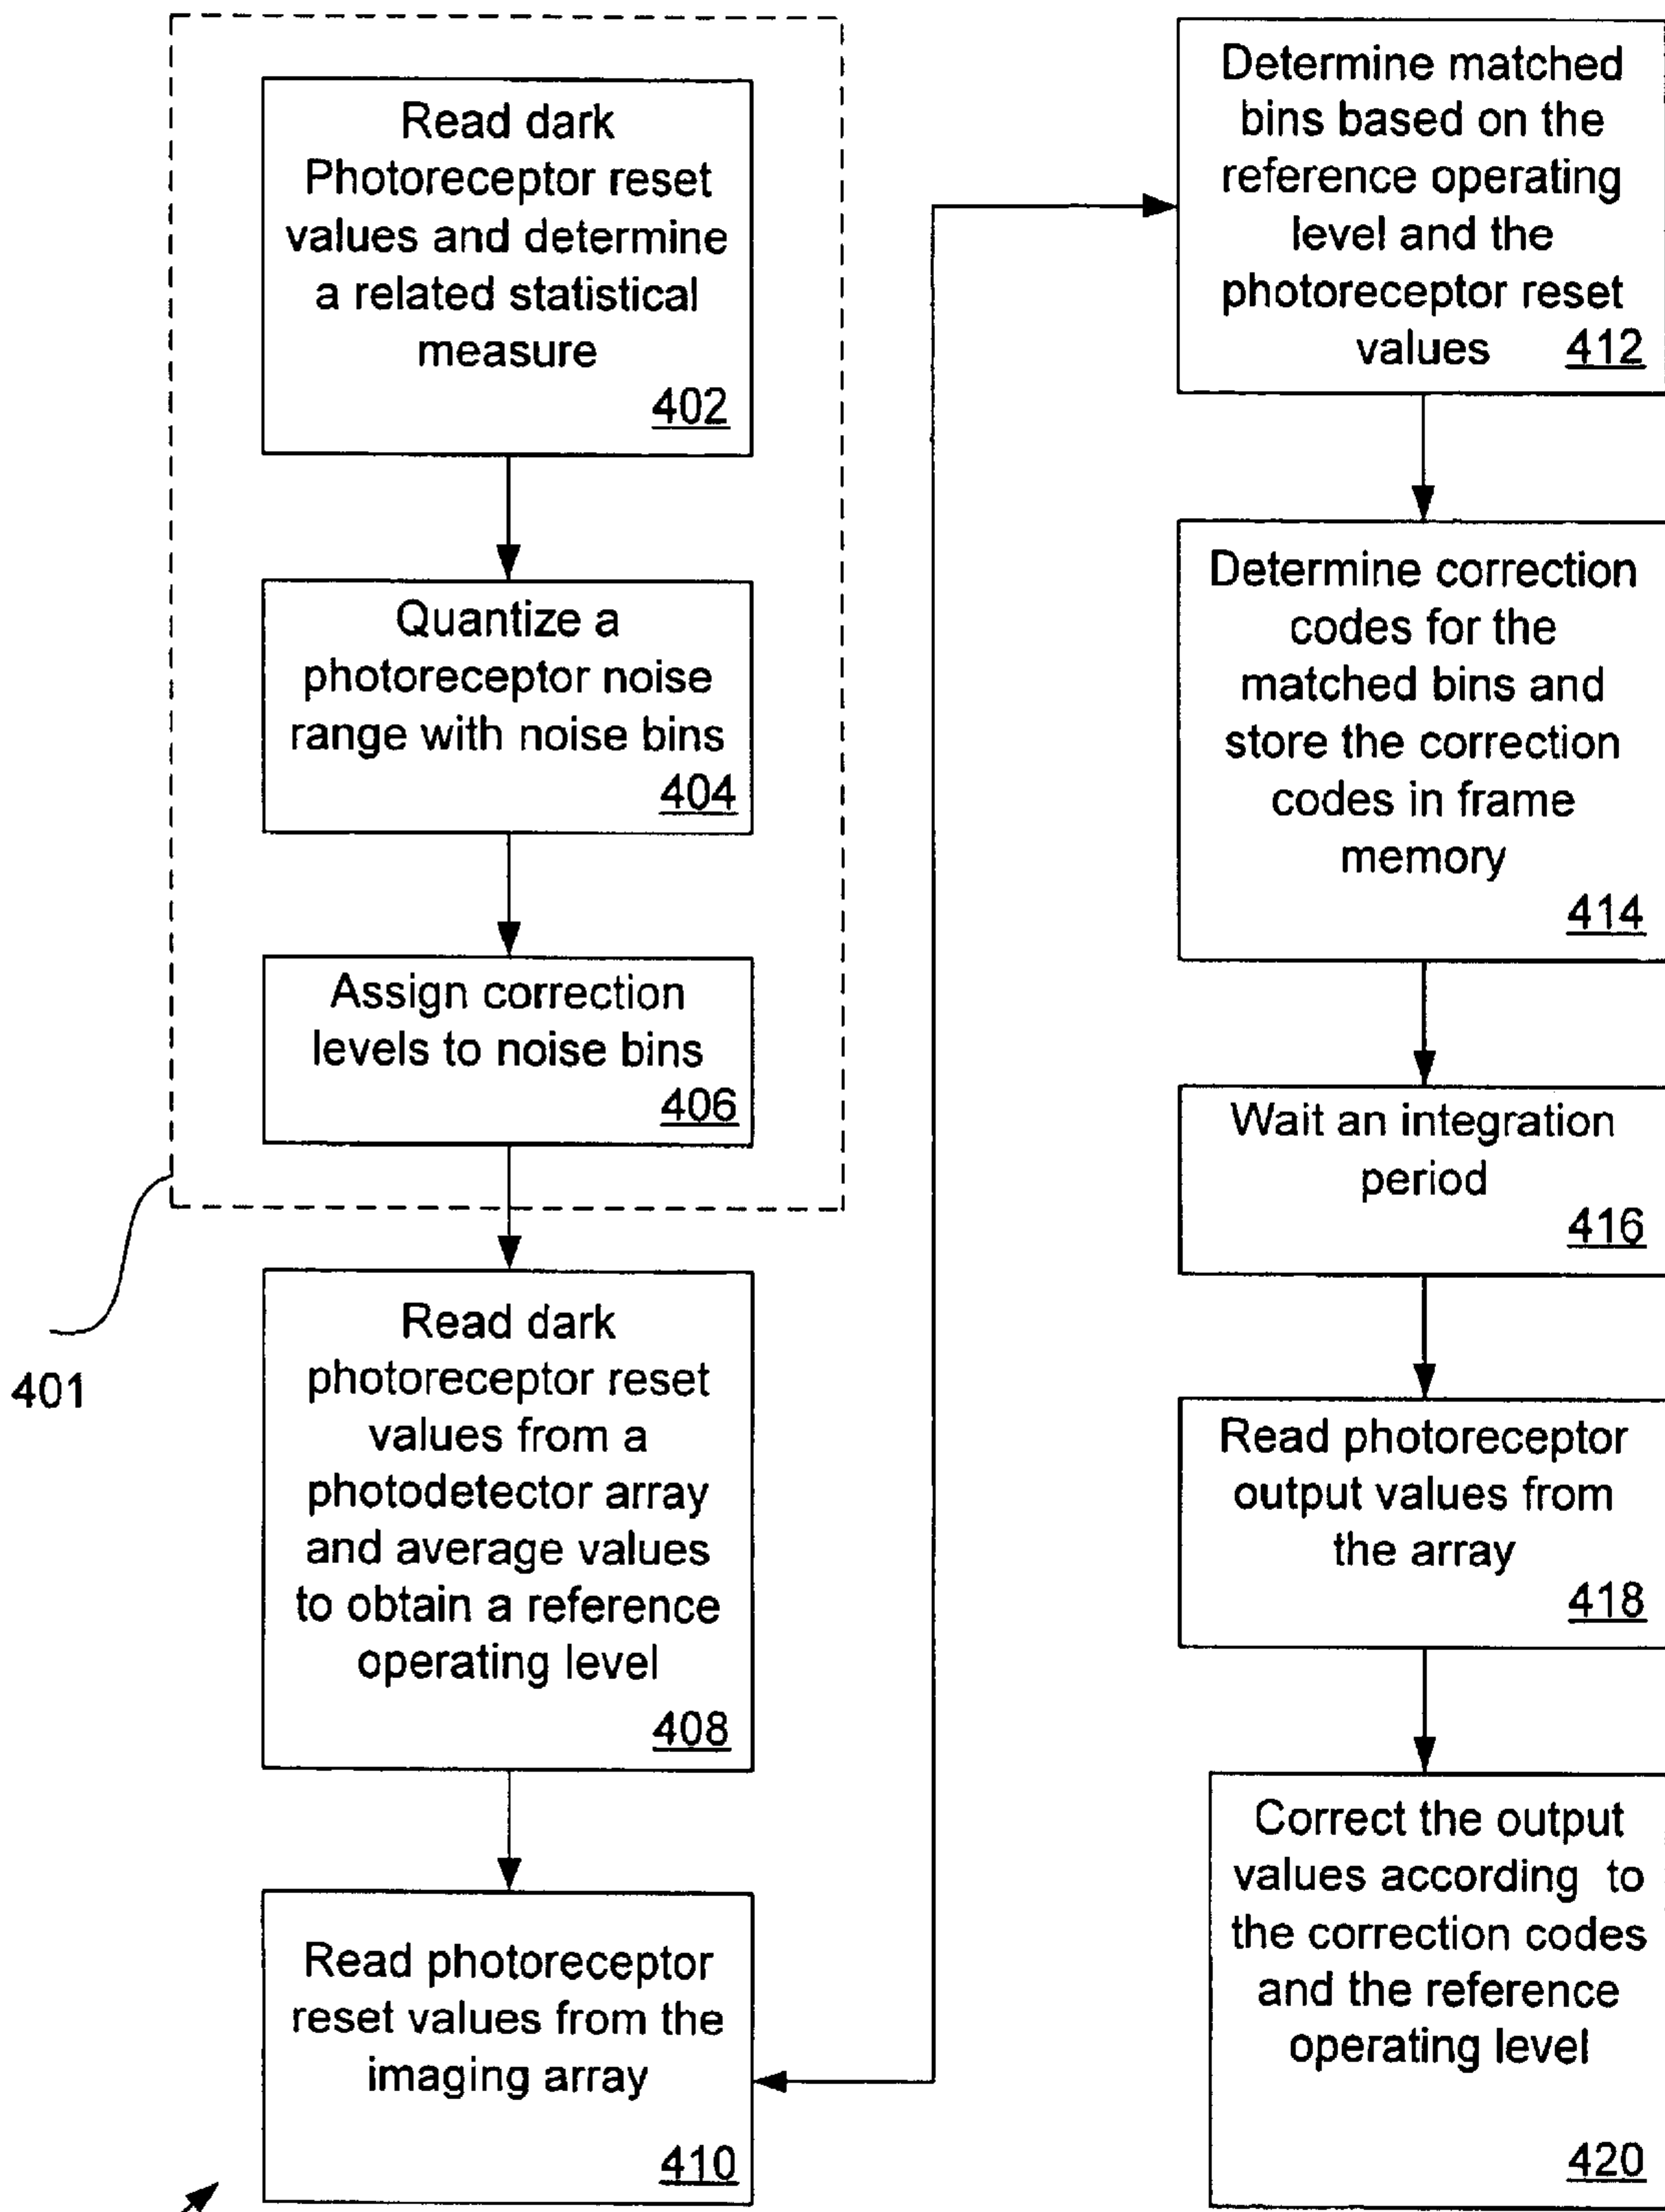 Read dark
Photoreceptor reset
values and determine
a related statistical
measure
402
Quantize a
photoreceptor noise
range with noise bins
404
Assign correction
levels to noise bins
406
401
Read dark
photoreceptor reset
values from a
photodetector array
and average values
to obtain a reference
operating level
408
Read photoreceptor
reset values from the
imaging array
410
Determine matched
bins based on the
reference operating
level and the
photoreceptor reset
values 412
Determine correction
codes for the
matched bins and
store the correction
codes in frame
memory
414
Wait an integration
period
416
Read photoreceptor
output values from
the array
418
Correct the output
values according to
the correction codes
and the reference
operating level
420